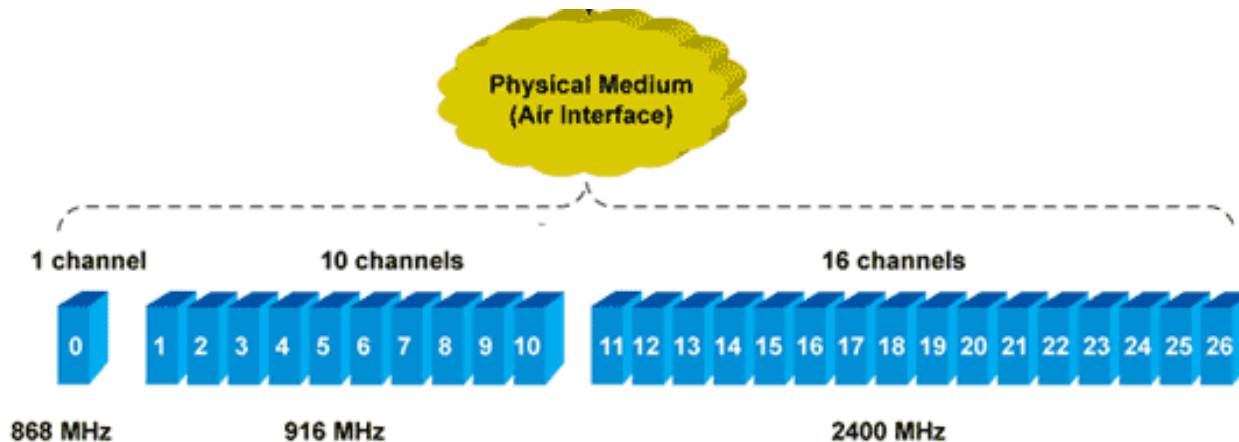 Physical Medium
(Air Interface)
1 channel 10 channels 16 channels
0 1 2 3 4 5 6 7 8 9 10 11 12 13 14 15 16 17 18 19 20 21 22 23 24 25 26
868 MHz 916 MHz 2400 MHz